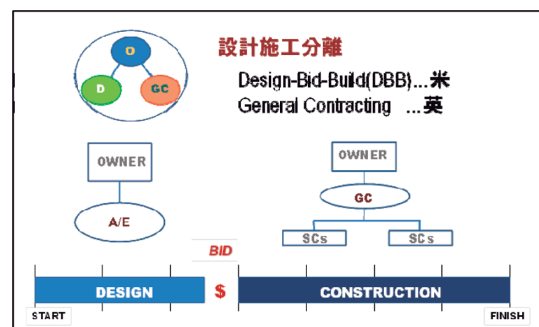 O
D
GC
設計施工分離
Design-Bid-Build(DBB)...米
General Contracting ...英
OWNER
A/E
OWNER
GC
SCs
SCs
BID
DESIGN
$
CONSTRUCTION
START
FINISH